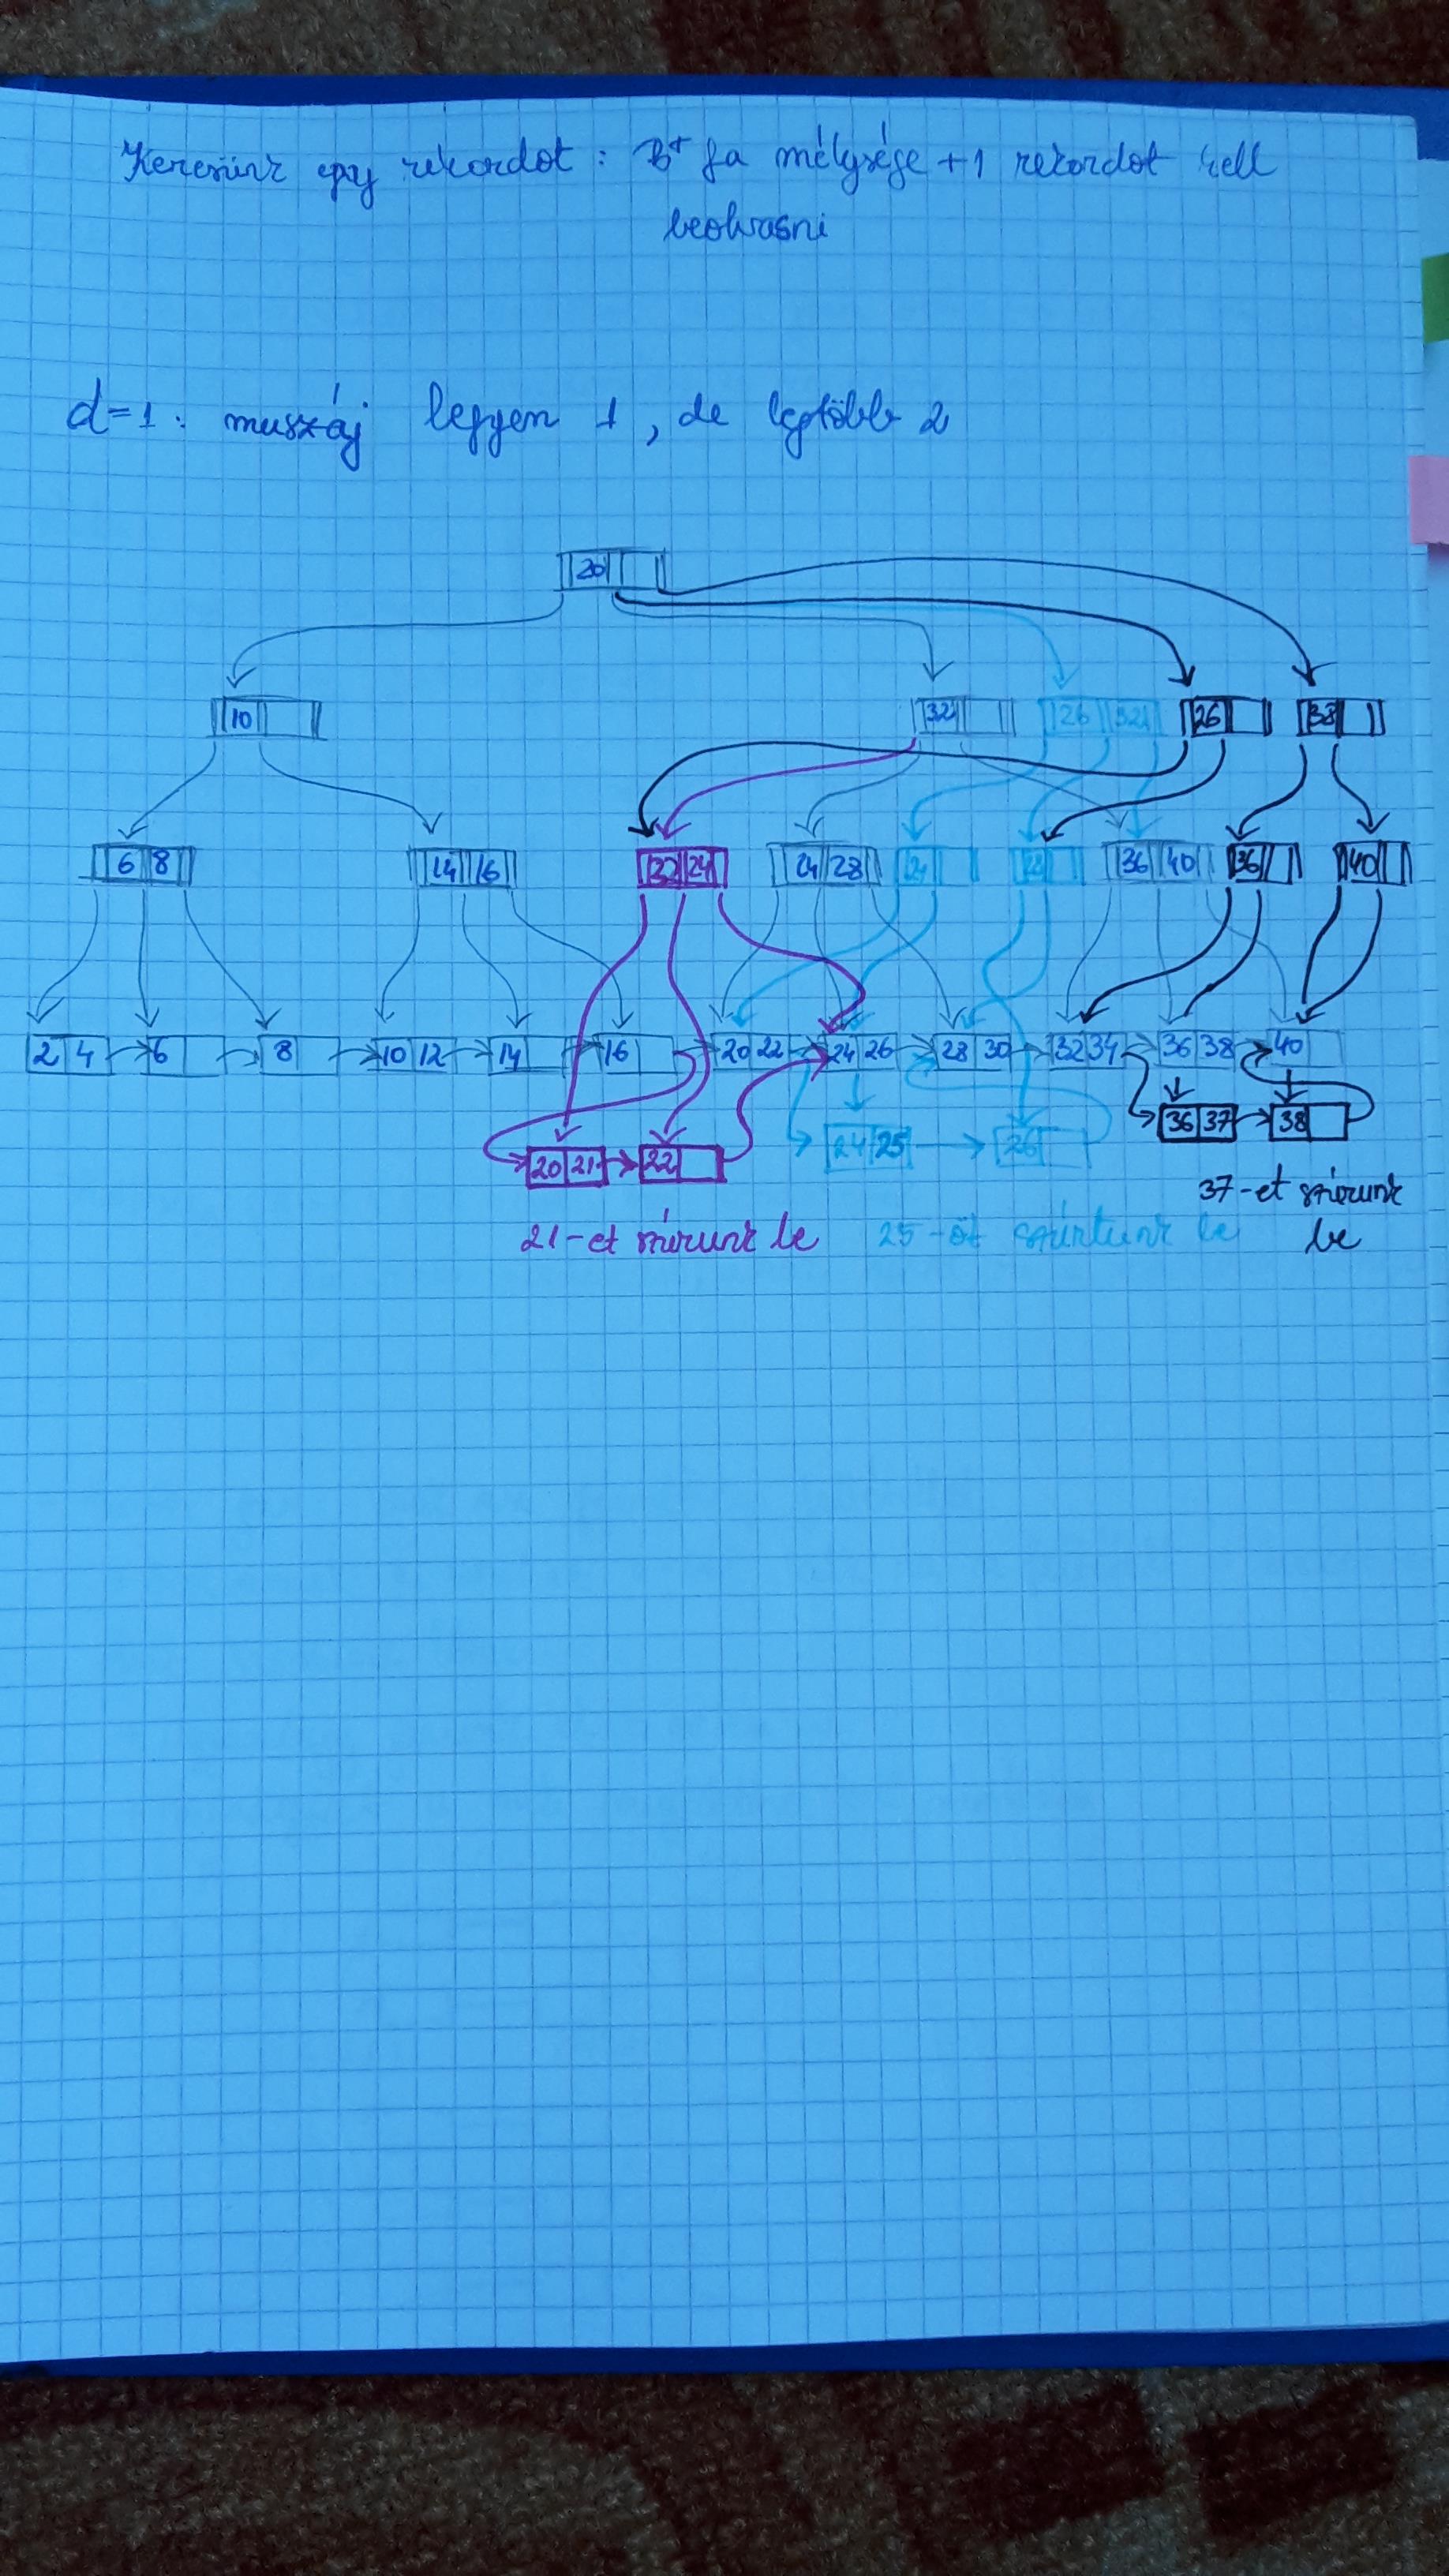 Keresünk egy rekordot : B+ fa mélysége +1 rekordot kell
beolvasni
d=1 : muszáj legyen 1 , de legtöbb 2
20
10 32 26 32 26 38
6 8 14 16 22 24 24 28 24 28 36 40 36 40
2 4 6 8 10 12 14 16 20 22 24 26 28 30 32 34 36 38 40
36 37 38
20 21 22 24 25 26
37-et szúrunk
21-et szúrunk be 25-öt szúrtunk be be